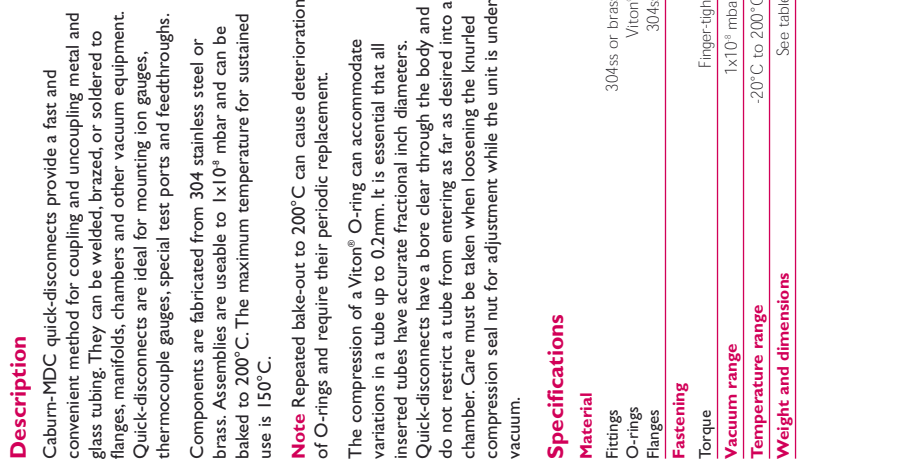 Description
Caburn-MDC quick-disconnects provide a fast and
convenient method for coupling and uncoupling metal and
glass tubing. They can be welded, brazed, or soldered to
flanges, manifolds, chambers and other vacuum equipment.
Quick-disconnects are ideal for mounting ion gauges,
thermocouple gauges, special test ports and feedthroughs.
Components are fabricated from 304 stainless steel or
brass. Assemblies are useable to 1x10⁻⁸ mbar and can be
baked to 200°C. The maximum temperature for sustained
use is 150°C.
Note Repeated bake-out to 200°C can cause deterioration
of O-rings and require their periodic replacement.
The compression of a Viton® O-ring can accommodate
variations in a tube up to 0.2mm. It is essential that all
inserted tubes have accurate fractional inch diameters.
Quick-disconnects have a bore clear through the body and
do not restrict a tube from entering as far as desired into a
chamber. Care must be taken when loosening the knurled
compression seal nut for adjustment while the unit is under
vacuum.
Specifications
Material
Fittings 304ss or brass
O-rings Viton®
Flanges 304ss
Fastening
Torque Finger-tight
Vacuum range 1x10⁻⁸ mbar
Temperature range -20°C to 200°C
Weight and dimensions See table